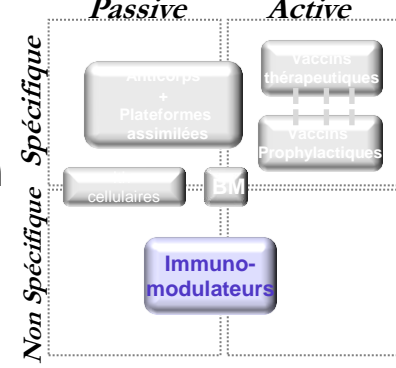 Passive Active
Spécifique
Anticorps
+
Plateformes
assimilées
Vaccins
thérapeutiques
Vaccins
Prophylactiques
cellulaires
BM
Non Spécifique
Immuno-
modulateurs